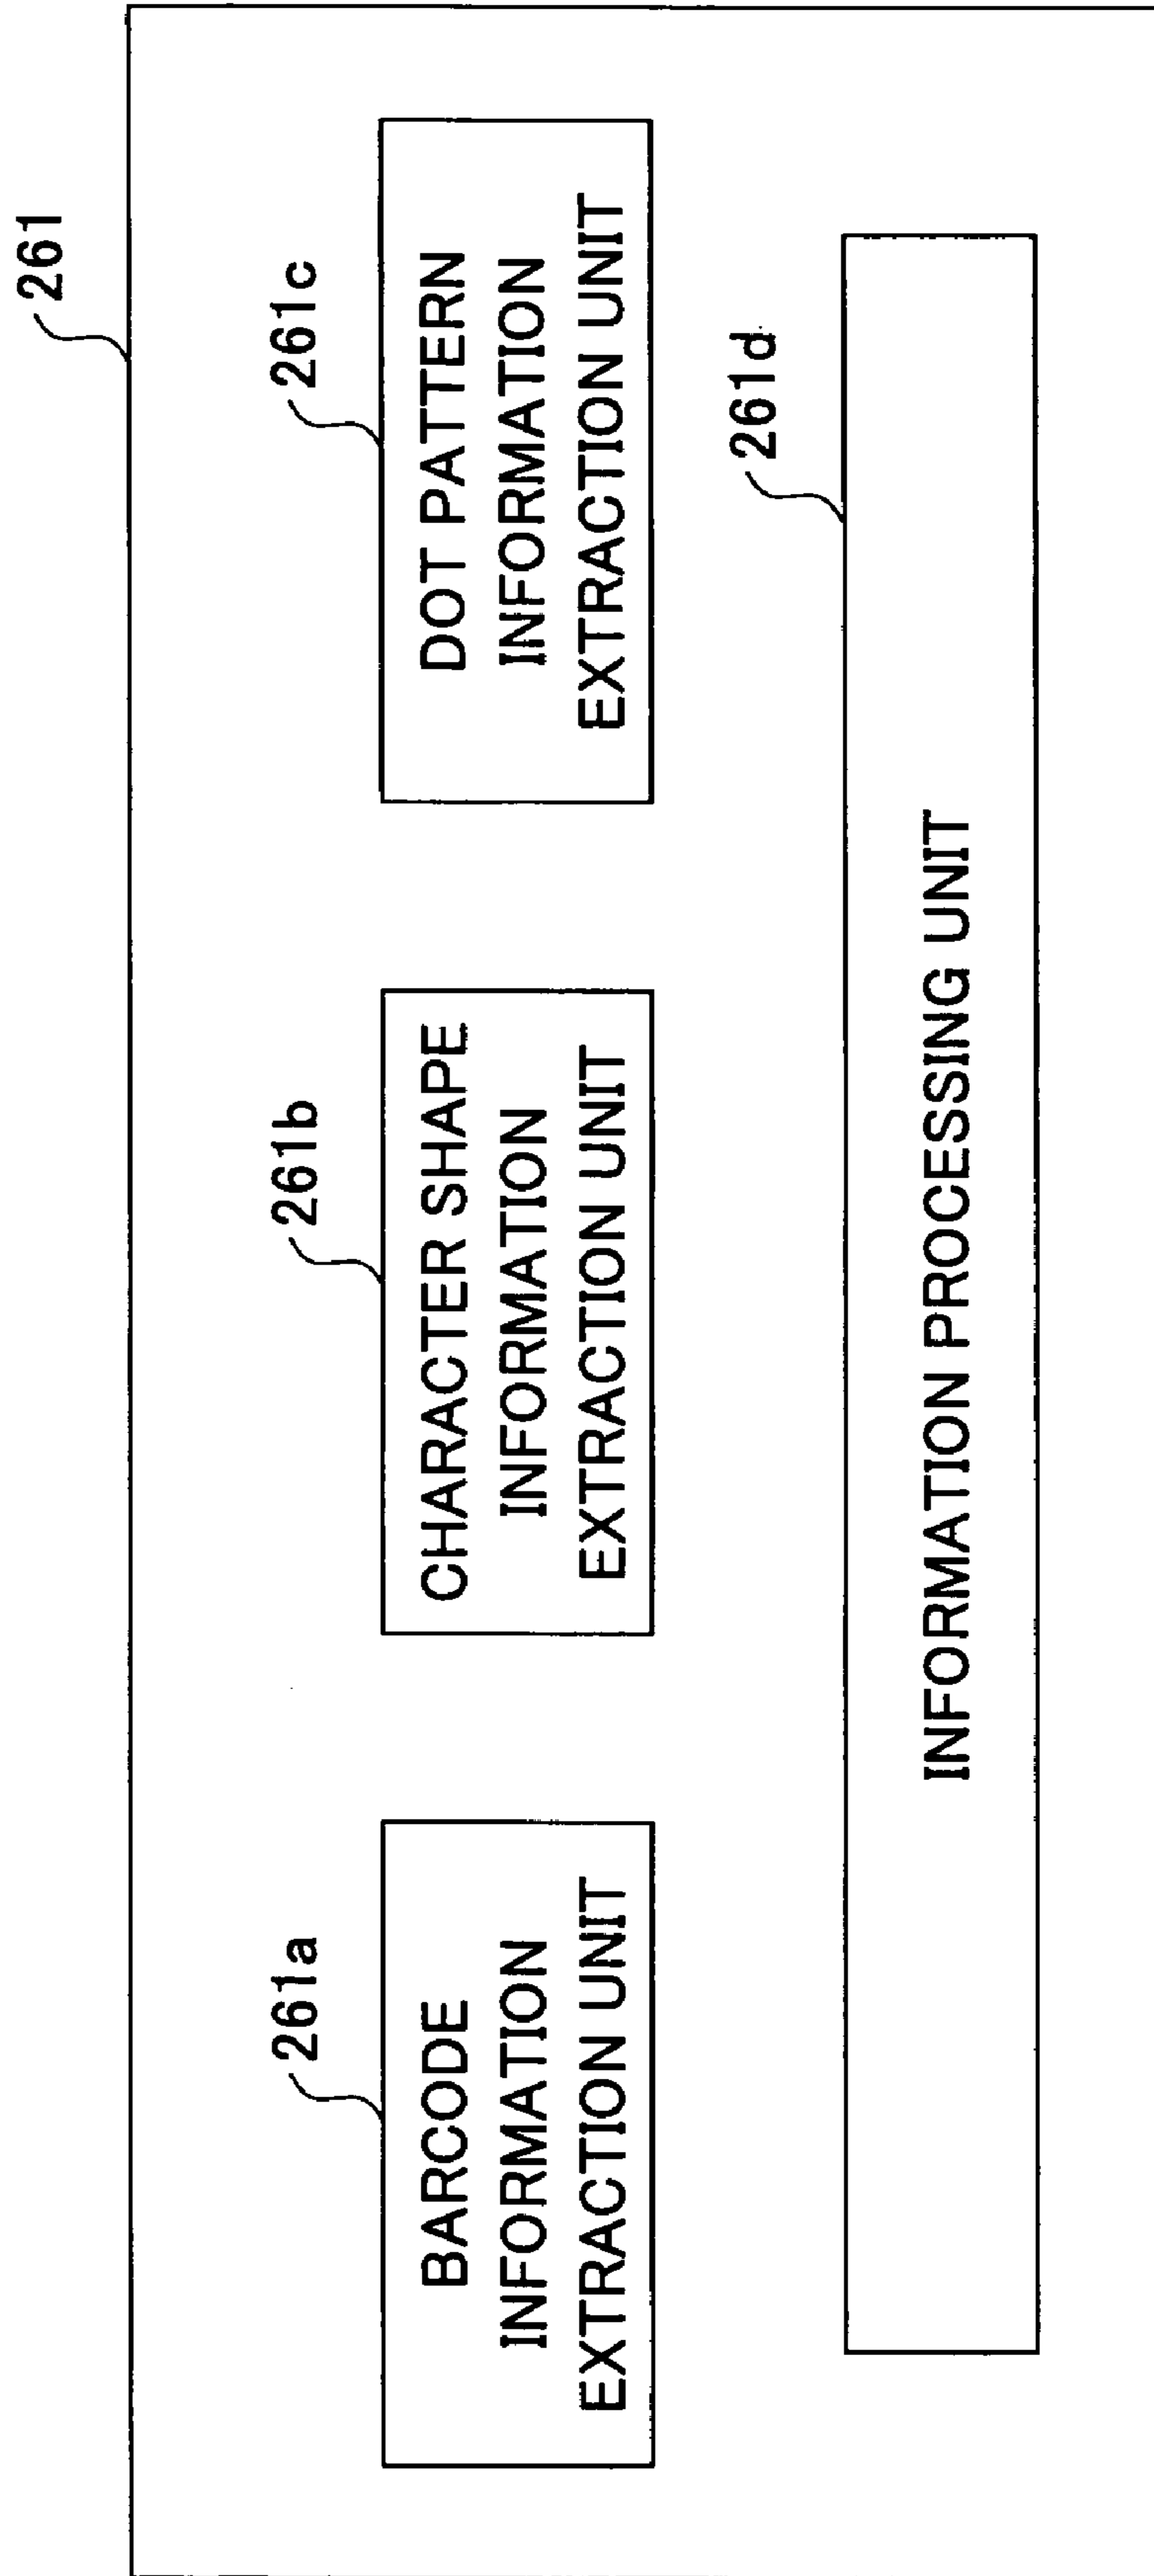 261
261a
BARCODE
INFORMATION
EXTRACTION UNIT
261b
CHARACTER SHAPE
INFORMATION
EXTRACTION UNIT
261c
DOT PATTERN
INFORMATION
EXTRACTION UNIT
261d
INFORMATION PROCESSING UNIT